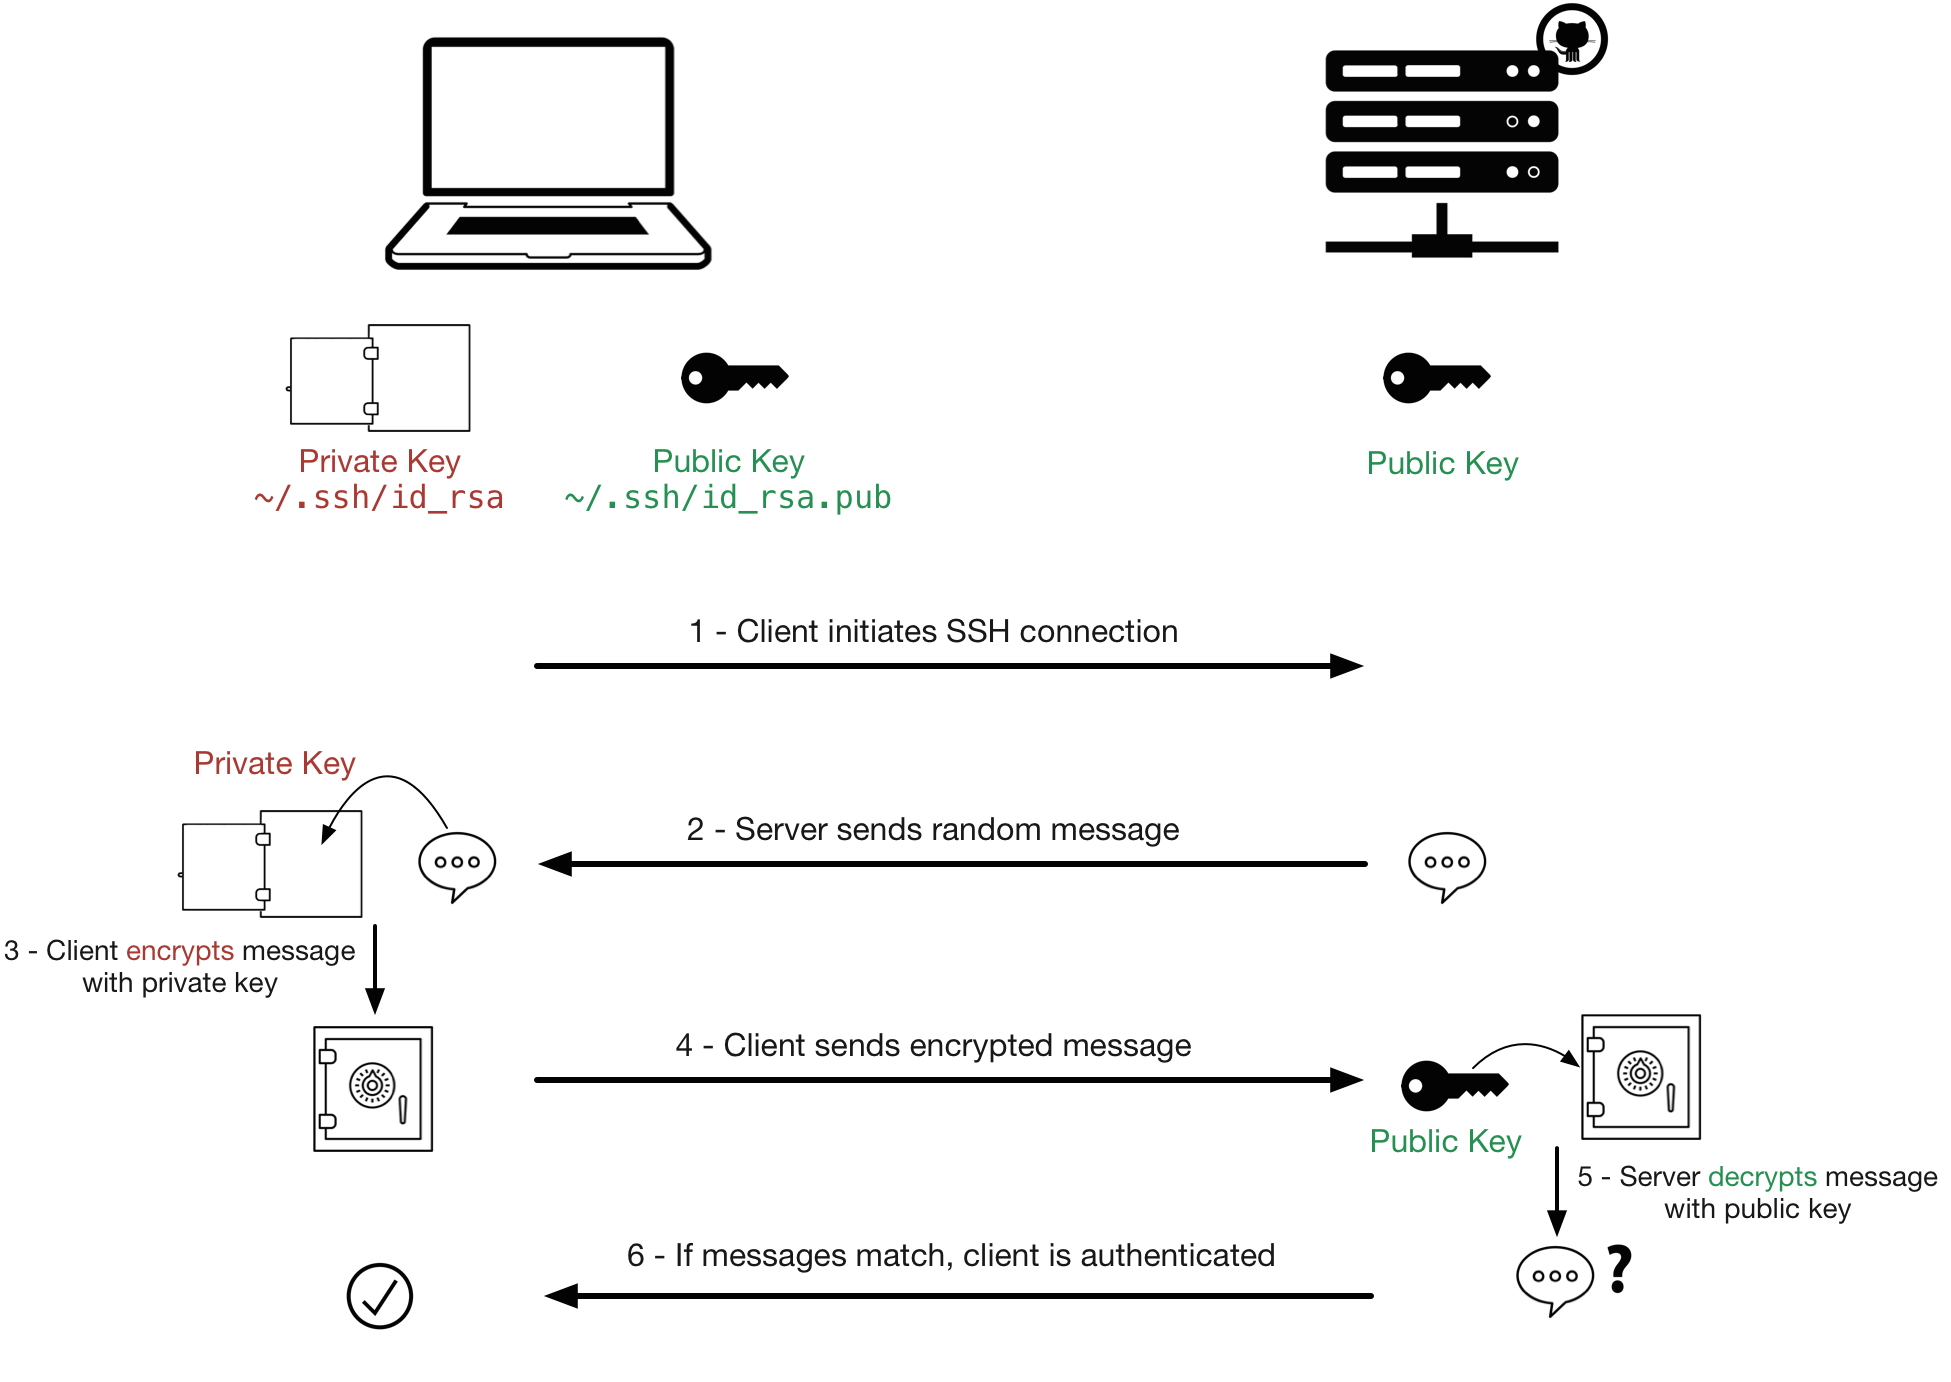 Private Key
~/.ssh/id_rsa
Public Key
~/.ssh/id_rsa.pub
Public Key
1 - Client initiates SSH connection
Private Key
2 - Server sends random message
3 - Client encrypts message
with private key
4 - Client sends encrypted message
Public Key
5 - Server decrypts message
with public key
6 - If messages match, client is authenticated
?